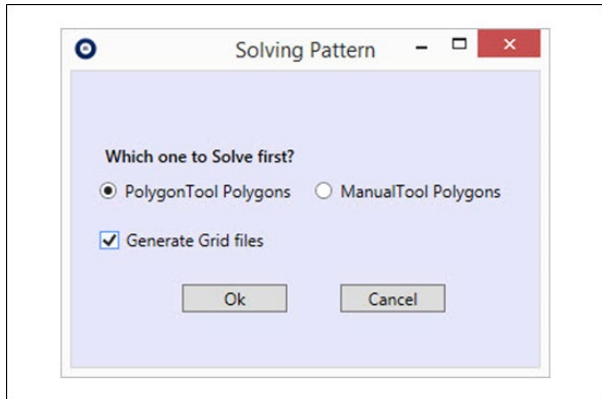 Solving Pattern
Which one to Solve first?
PolygonTool Polygons ManualTool Polygons
Generate Grid files
Ok Cancel